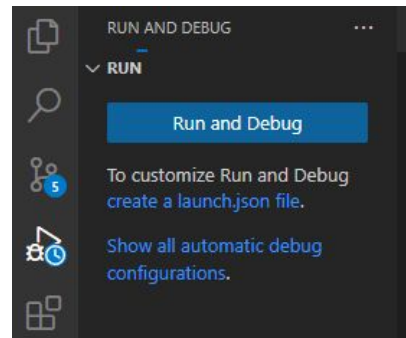 RUN AND DEBUG
RUN
Run and Debug
To customize Run and Debug
create a launch.json file.
5
Show all automatic debug
configurations.